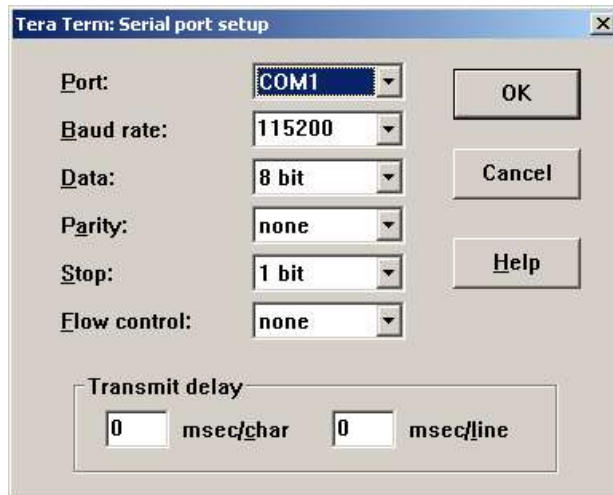 Tera Term: Serial port setup
Port: COM1 OK
Baud rate: 115200
Data: 8 bit Cancel
Parity: none
Stop: 1 bit Help
Flow control: none
Transmit delay
0 msec/char 0 msec/line